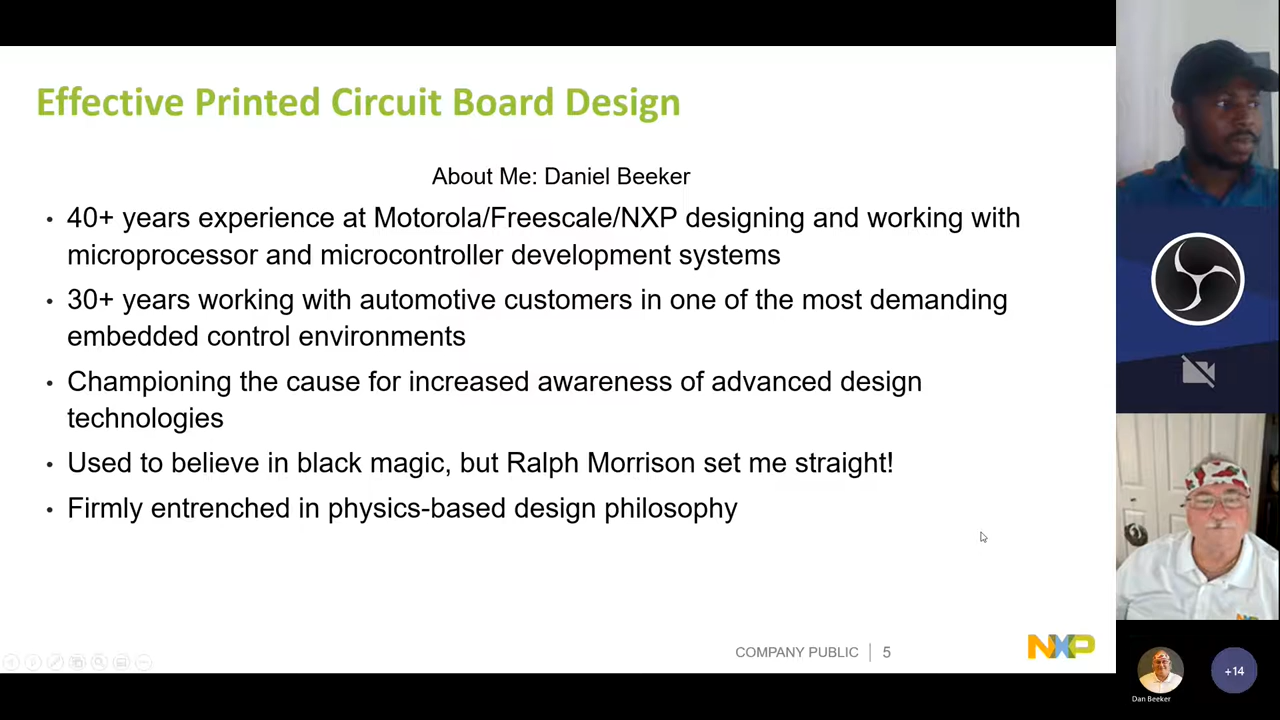 Effective Printed Circuit Board Design
About Me: Daniel Beeker
• 40+ years experience at Motorola/Freescale/NXP designing and working with
microprocessor and microcontroller development systems
• 30+ years working with automotive customers in one of the most demanding
embedded control environments
• Championing the cause for increased awareness of advanced design
technologies
• Used to believe in black magic, but Ralph Morrison set me straight!
• Firmly entrenched in physics-based design philosophy
COMPANY PUBLIC | 5
NXP
Dan Beeker
+14